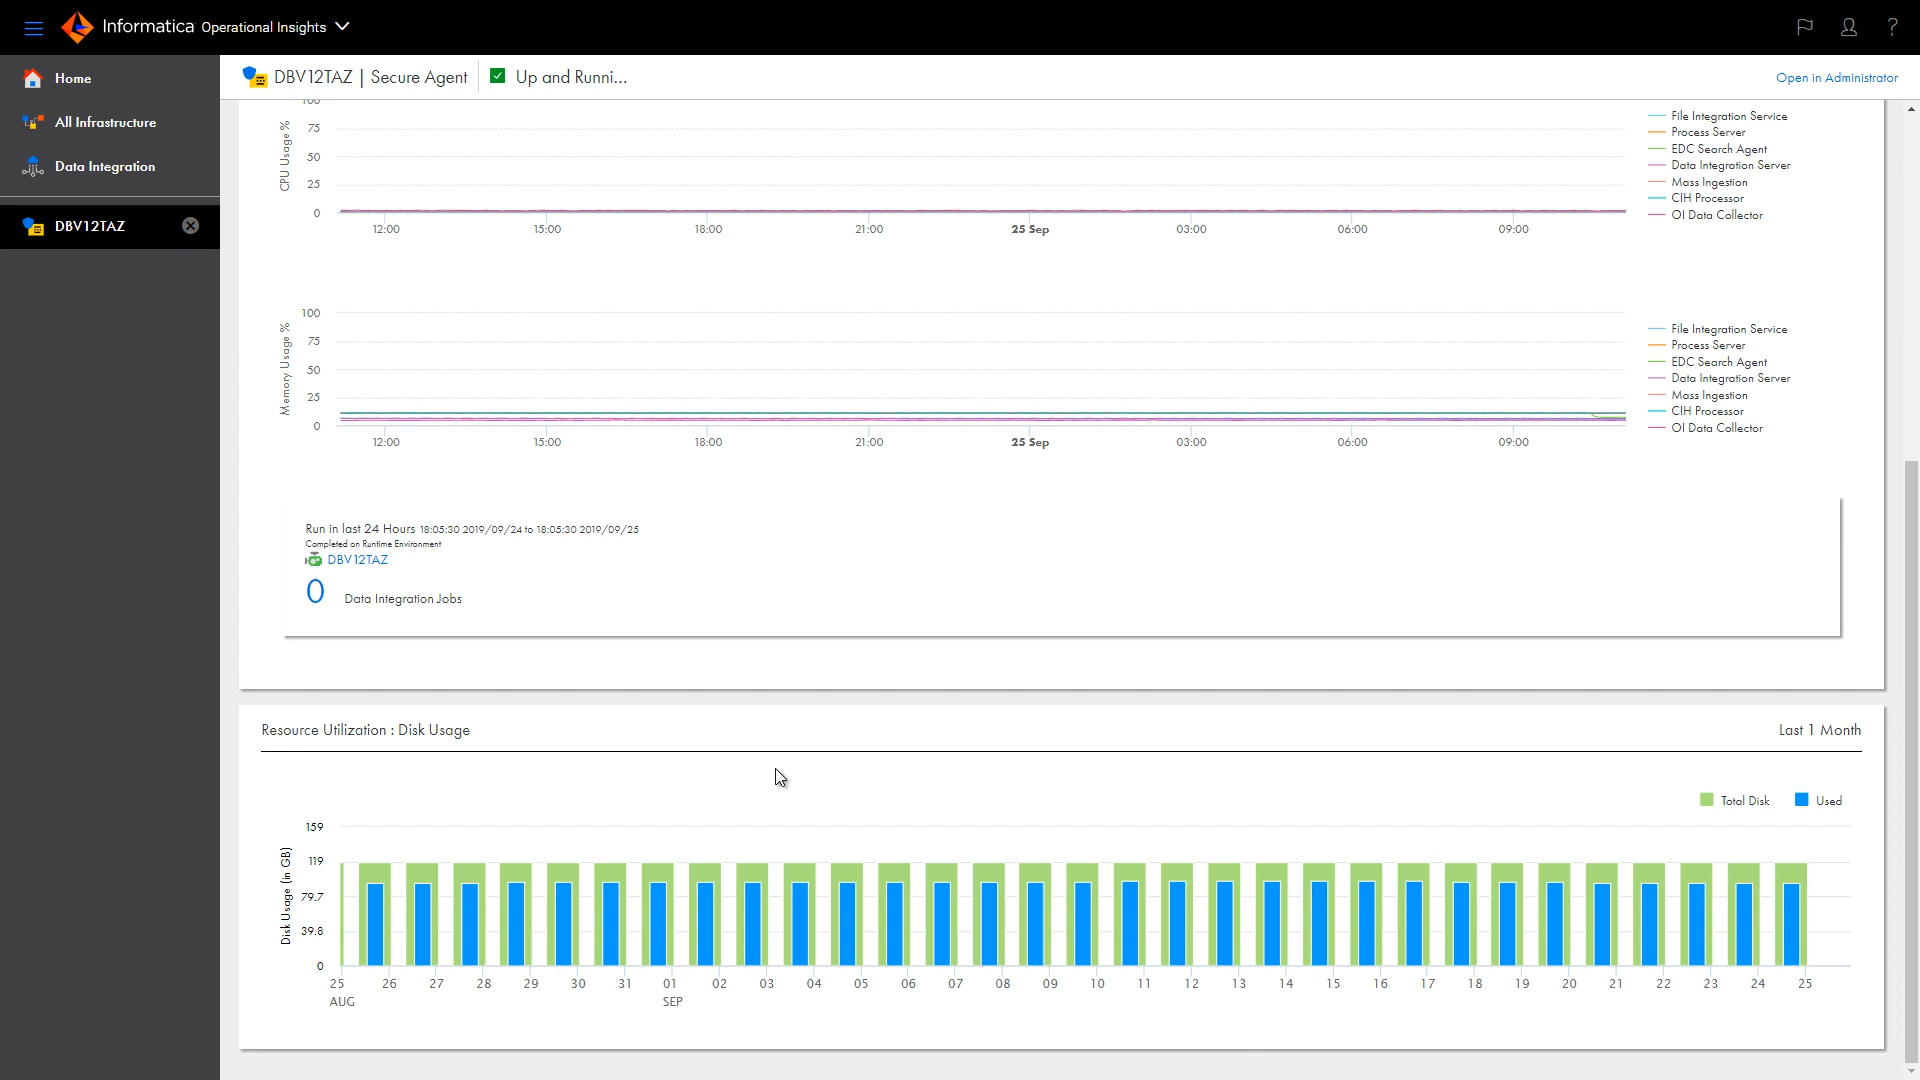 Informatica Operational Insights
Home
All Infrastructure
Data Integration
DBV12TAZ
DBV12TAZ | Secure Agent
Up and Runni...
Open in Administrator
100
75
50
25
0
CPU Usage %
12:00 15:00 18:00 21:00 25 Sep 03:00 06:00 09:00
File Integration Service
Process Server
EDC Search Agent
Data Integration Server
Mass Ingestion
CIH Processor
OI Data Collector
100
75
50
25
0
Memory Usage %
12:00 15:00 18:00 21:00 25 Sep 03:00 06:00 09:00
File Integration Service
Process Server
EDC Search Agent
Data Integration Server
Mass Ingestion
CIH Processor
OI Data Collector
Run in last 24 Hours 18:05:30 2019/09/24 to 18:05:30 2019/09/25
Completed on Runtime Environment
DBV12TAZ
0 Data Integration Jobs
Resource Utilization : Disk Usage
Last 1 Month
Total Disk Used
159
119
79.7
39.8
0
Disk Usage (in GB)
25 26 27 28 29 30 31 01 02 03 04 05 06 07 08 09 10 11 12 13 14 15 16 17 18 19 20 21 22 23 24 25
AUG SEP